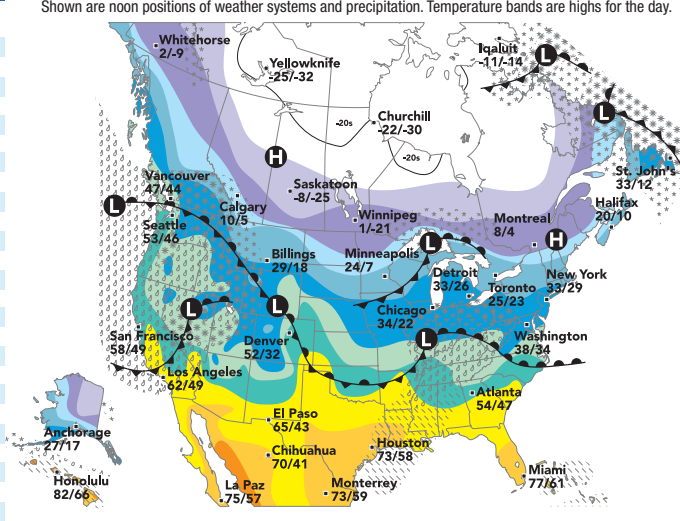 Shown are noon positions of weather systems and precipitation. Temperature bands are highs for the day.
Whitehorse
2/-9
Yellowknife
-25/-32
Iqaluit
-11/-14
L
L
-20s
Churchill
-22/-30
-20s
H
St. John's
33/12
Vancouver
47/44
Saskatoon
-8/-25
Calgary
10/5
Winnipeg
1/-21
Halifax
20/10
L
Montreal
8/4
Seattle
53/46
L
H
Billings
29/18
Minneapolis
24/7
Detroit
33/26
New York
33/29
Toronto
25/23
L
L
Chicago
34/22
San Francisco
58/49
Denver
52/32
L
Washington
38/34
Los Angeles
62/49
Atlanta
54/47
El Paso
65/43
Anchorage
27/17
Chihuahua
70/41
Houston
73/58
Honolulu
82/66
La Paz
75/57
Monterrey
73/59
Miami
77/61